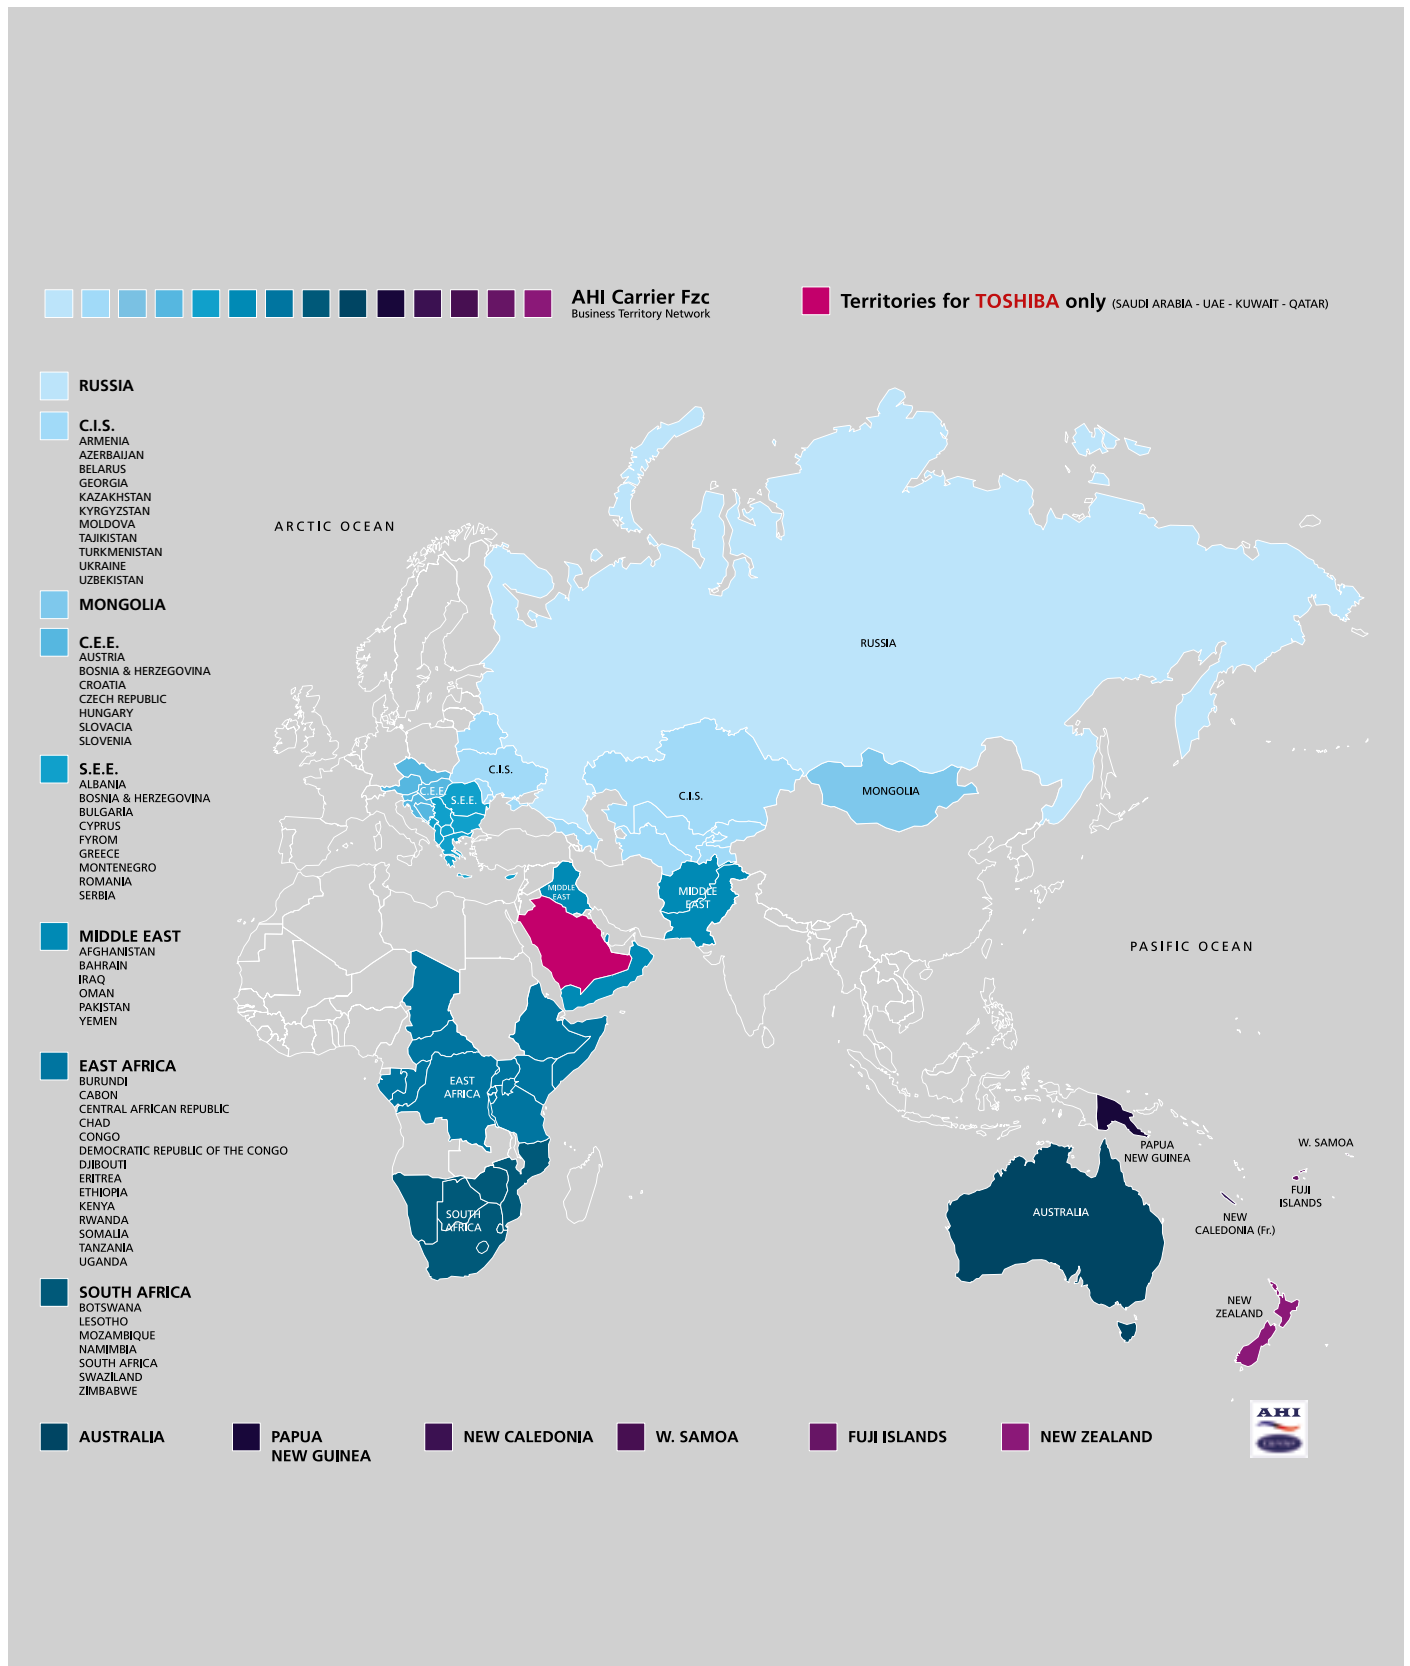 AHI Carrier Fzc
Business Territory Network
Territories for TOSHIBA only (SAUDI ARABIA - UAE - KUWAIT - QATAR)
RUSSIA
C.I.S.
ARMENIA
AZERBAIJAN
BELARUS
GEORGIA
KAZAKHSTAN
KYRGYZSTAN
MOLDOVA
TAJIKISTAN
TURKMENISTAN
UKRAINE
UZBEKISTAN
MONGOLIA
C.E.E.
AUSTRIA
BOSNIA & HERZEGOVINA
CROATIA
CZECH REPUBLIC
HUNGARY
SLOVACIA
SLOVENIA
S.E.E.
ALBANIA
BOSNIA & HERZEGOVINA
BULGARIA
CYPRUS
FYROM
GREECE
MONTENEGRO
ROMANIA
SERBIA
MIDDLE EAST
AFGHANISTAN
BAHRAIN
IRAQ
OMAN
PAKISTAN
YEMEN
EAST AFRICA
BURUNDI
CABON
CENTRAL AFRICAN REPUBLIC
CHAD
CONGO
DEMOCRATIC REPUBLIC OF THE CONGO
DJIBOUTI
ERITREA
ETHIOPIA
KENYA
RWANDA
SOMALIA
TANZANIA
UGANDA
SOUTH AFRICA
BOTSWANA
LESOTHO
MOZAMBIQUE
NAMIMBIA
SOUTH AFRICA
SWAZILAND
ZIMBABWE
ARCTIC OCEAN
RUSSIA
C.I.S.
C.E.E.
S.E.E.
C.I.S.
MONGOLIA
MIDDLE
EAST
MIDDLE
EAST
PASIFIC OCEAN
EAST
AFRICA
SOUTH
AFRICA
PAPUA
NEW GUINEA
W. SAMOA
FUJI
ISLANDS
AUSTRALIA
NEW
CALEDONIA (Fr.)
NEW
ZEALAND
AUSTRALIA
PAPUA
NEW GUINEA
NEW CALEDONIA
W. SAMOA
FUJI ISLANDS
NEW ZEALAND
AHI